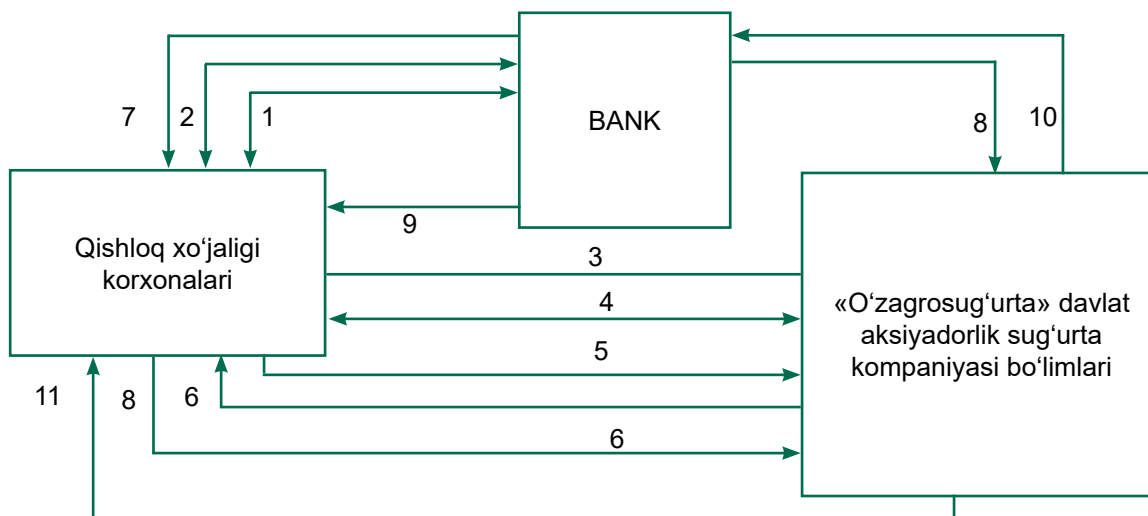 BANK
7
2
1
8
10
9
Qishloq xo‘jaligi
korxonalari
3
4
«O‘zagrosug‘urta» davlat
aksiyadorlik sug‘urta
kompaniyasi bo‘limlari
5
11
8
6
6